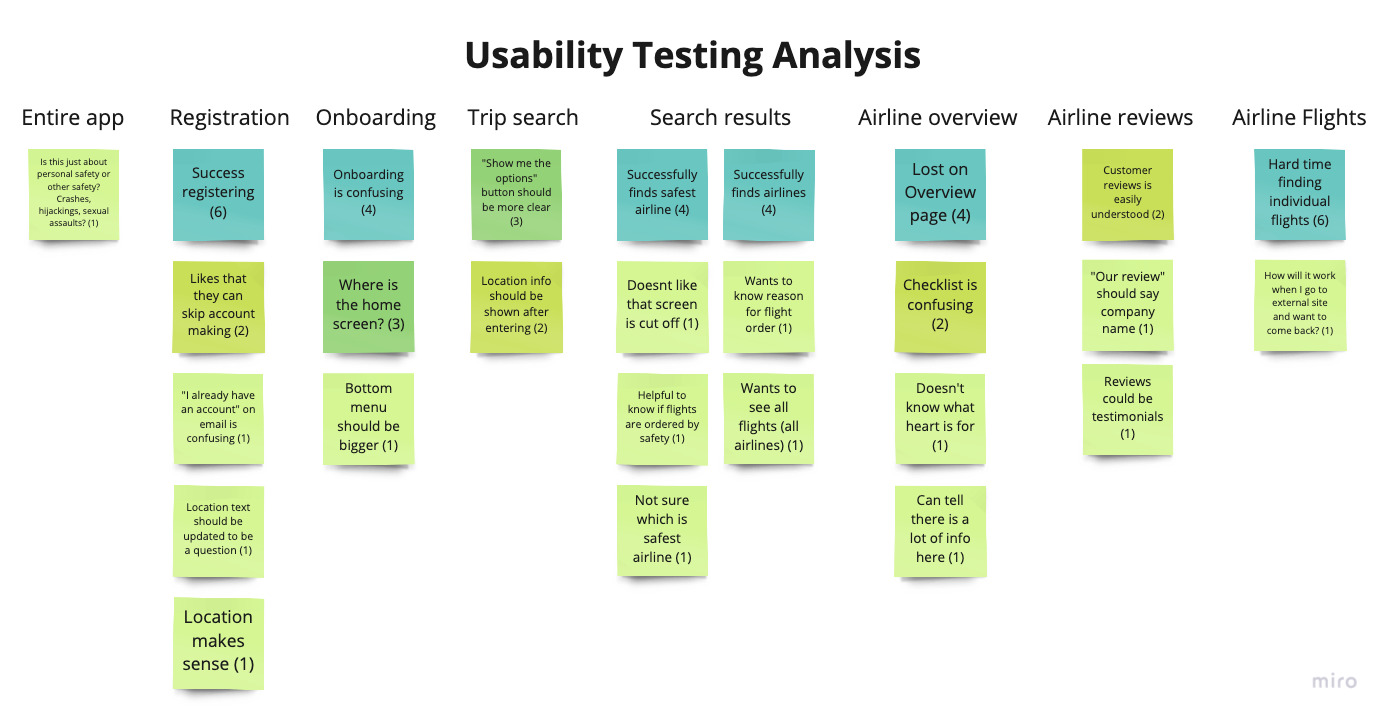 Usability Testing Analysis
Entire app
Is this just about
personal safety or
other safety?
Crashes,
hijackings, sexual
assaults? (1)
Registration
Success
registering
(6)
Likes that
they can
skip account
making (2)
"I already have
an account" on
email is
confusing (1)
Location text
should be
updated to be
a question (1)
Location
makes
sense (1)
Onboarding
Onboarding
is confusing
(4)
Where is
the home
screen? (3)
Bottom
menu
should be
bigger (1)
Trip search
"Show me the
options"
button should
be more clear
(3)
Location info
should be
shown after
entering (2)
Search results
Successfully
finds safest
airline (4)
Successfully
finds airlines
(4)
Doesnt like
that screen
is cut off (1)
Wants to
know reason
for flight
order (1)
Helpful to
know if flights
are ordered by
safety (1)
Wants to
see all
flights (all
airlines) (1)
Not sure
which is
safest
airline (1)
Airline overview
Lost on
Overview
page (4)
Checklist is
confusing
(2)
Doesn't
know what
heart is for
(1)
Can tell
there is a
lot of info
here (1)
Airline reviews
Customer
reviews is
easily
understood (2)
"Our review"
should say
company
name (1)
Reviews
could be
testimonials
(1)
Airline Flights
Hard time
finding
individual
flights (6)
How will it work
when I go to
external site
and want to
come back? (1)
miro